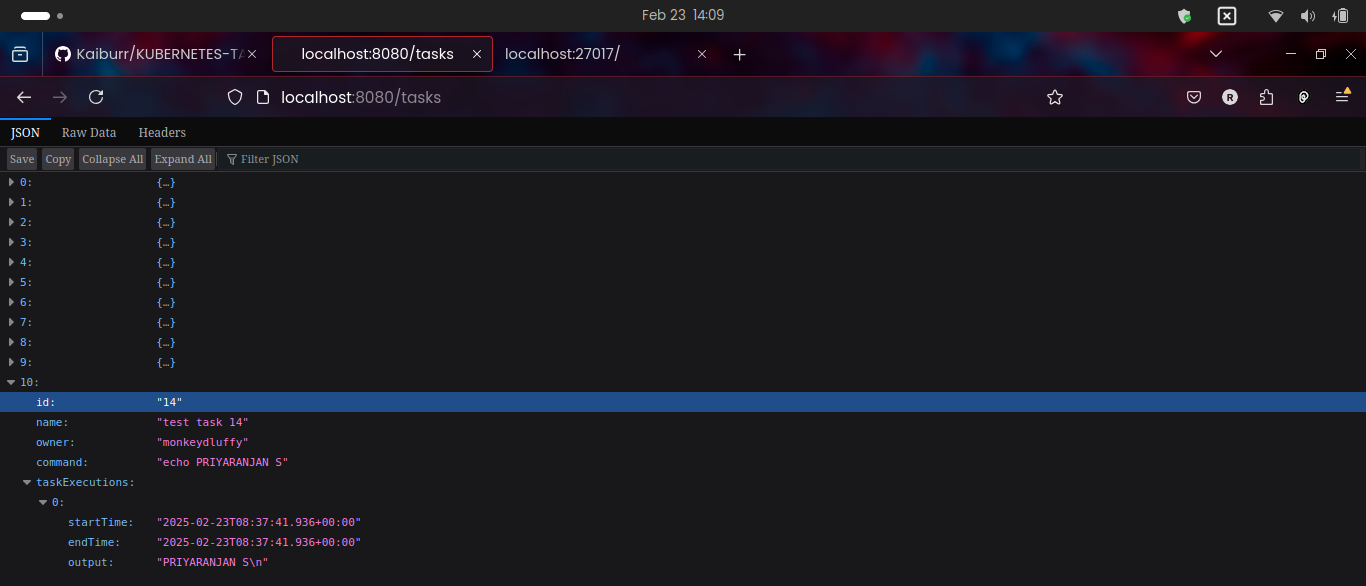 Feb 23 14:09
Kaiburr/KUBERNETES-TA
localhost:8080/tasks
localhost:27017/
localhost:8080/tasks
R
JSON Raw Data Headers
Save Copy Collapse All Expand All Filter JSON
0: {…}
1: {…}
2: {…}
3: {…}
4: {…}
5: {…}
6: {…}
7: {…}
8: {…}
9: {…}
10:
id: "14"
name: "test task 14"
owner: "monkeydluffy"
command: "echo PRIYARANJAN S"
taskExecutions:
0:
startTime: "2025-02-23T08:37:41.936+00:00"
endTime: "2025-02-23T08:37:41.936+00:00"
output: "PRIYARANJAN S\n"